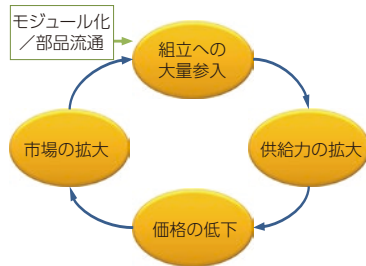 モジュール化
／部品流通
組立への
大量参入
市場の拡大
供給力の拡大
価格の低下